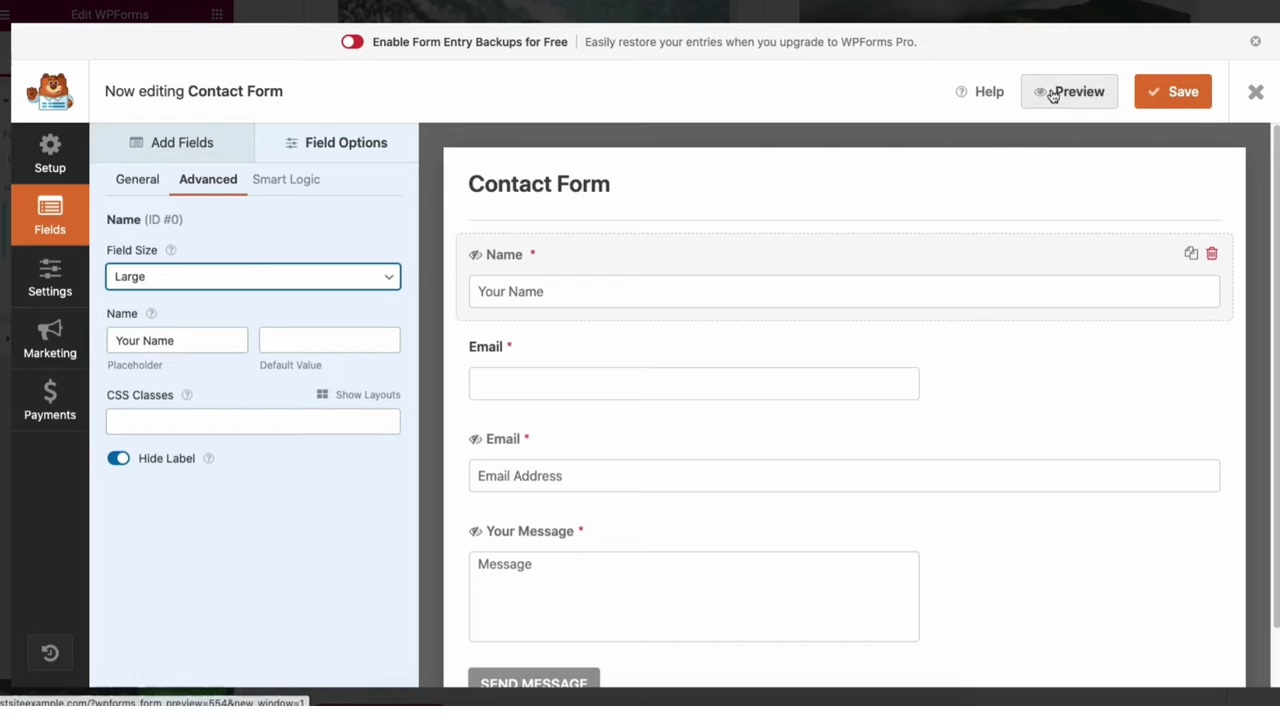 Edit WPForms
Enable Form Entry Backups for Free | Easily restore your entries when you upgrade to WPForms Pro.
Now editing Contact Form
Help
Preview
Save
Setup
Fields
Settings
Marketing
Payments
Add Fields
Field Options
General
Advanced
Smart Logic
Name (ID #0)
Field Size
Large
Name
Your Name
Placeholder
Default Value
CSS Classes
Show Layouts
Hide Label
Contact Form
Name *
Your Name
Email *
Email *
Email Address
Your Message *
Message
SEND MESSAGE
stsiteexample.com/?wpforms_form_preview=554&new_window=1